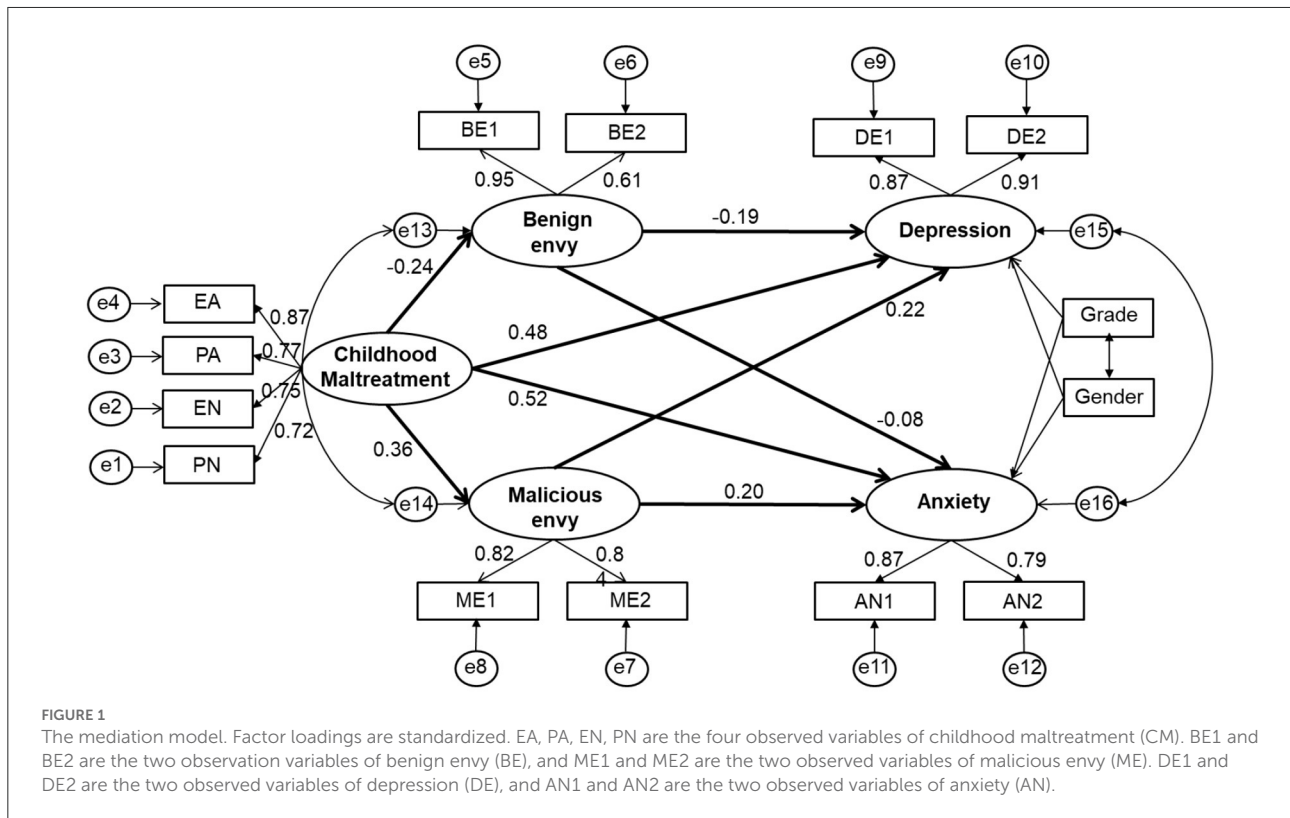 e5
e6
e9
e10
BE1
BE2
DE1
DE2
0.95
0.61
0.87
0.91
e13
Benign
envy
-0.19
Depression
e15
-0.24
e4
EA
0.87
0.22
Grade
e3
PA
0.77
Childhood
Maltreatment
0.48
e2
EN
0.75
0.52
Gender
e1
PN
0.72
0.36
-0.08
e14
Malicious
envy
0.20
Anxiety
e16
0.82
0.8
4
0.87
0.79
ME1
ME2
AN1
AN2
e8
e7
e11
e12
FIGURE 1
The mediation model. Factor loadings are standardized. EA, PA, EN, PN are the four observed variables of childhood maltreatment (CM). BE1 and
BE2 are the two observation variables of benign envy (BE), and ME1 and ME2 are the two observed variables of malicious envy (ME). DE1 and
DE2 are the two observed variables of depression (DE), and AN1 and AN2 are the two observed variables of anxiety (AN).